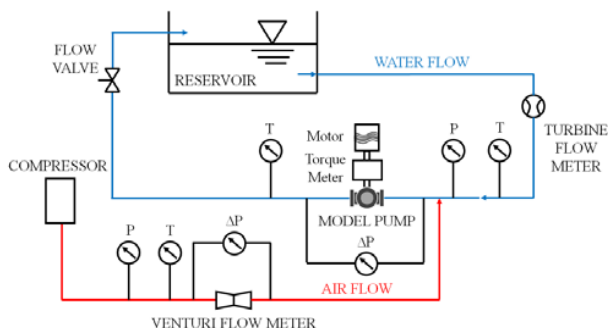 FLOW
VALVE
RESERVOIR
WATER FLOW
TURBINE
FLOW
METER
Motor
Torque
Meter
T
P
T
COMPRESSOR
MODEL PUMP
P
T
ΔP
ΔP
AIR FLOW
VENTURI FLOW METER